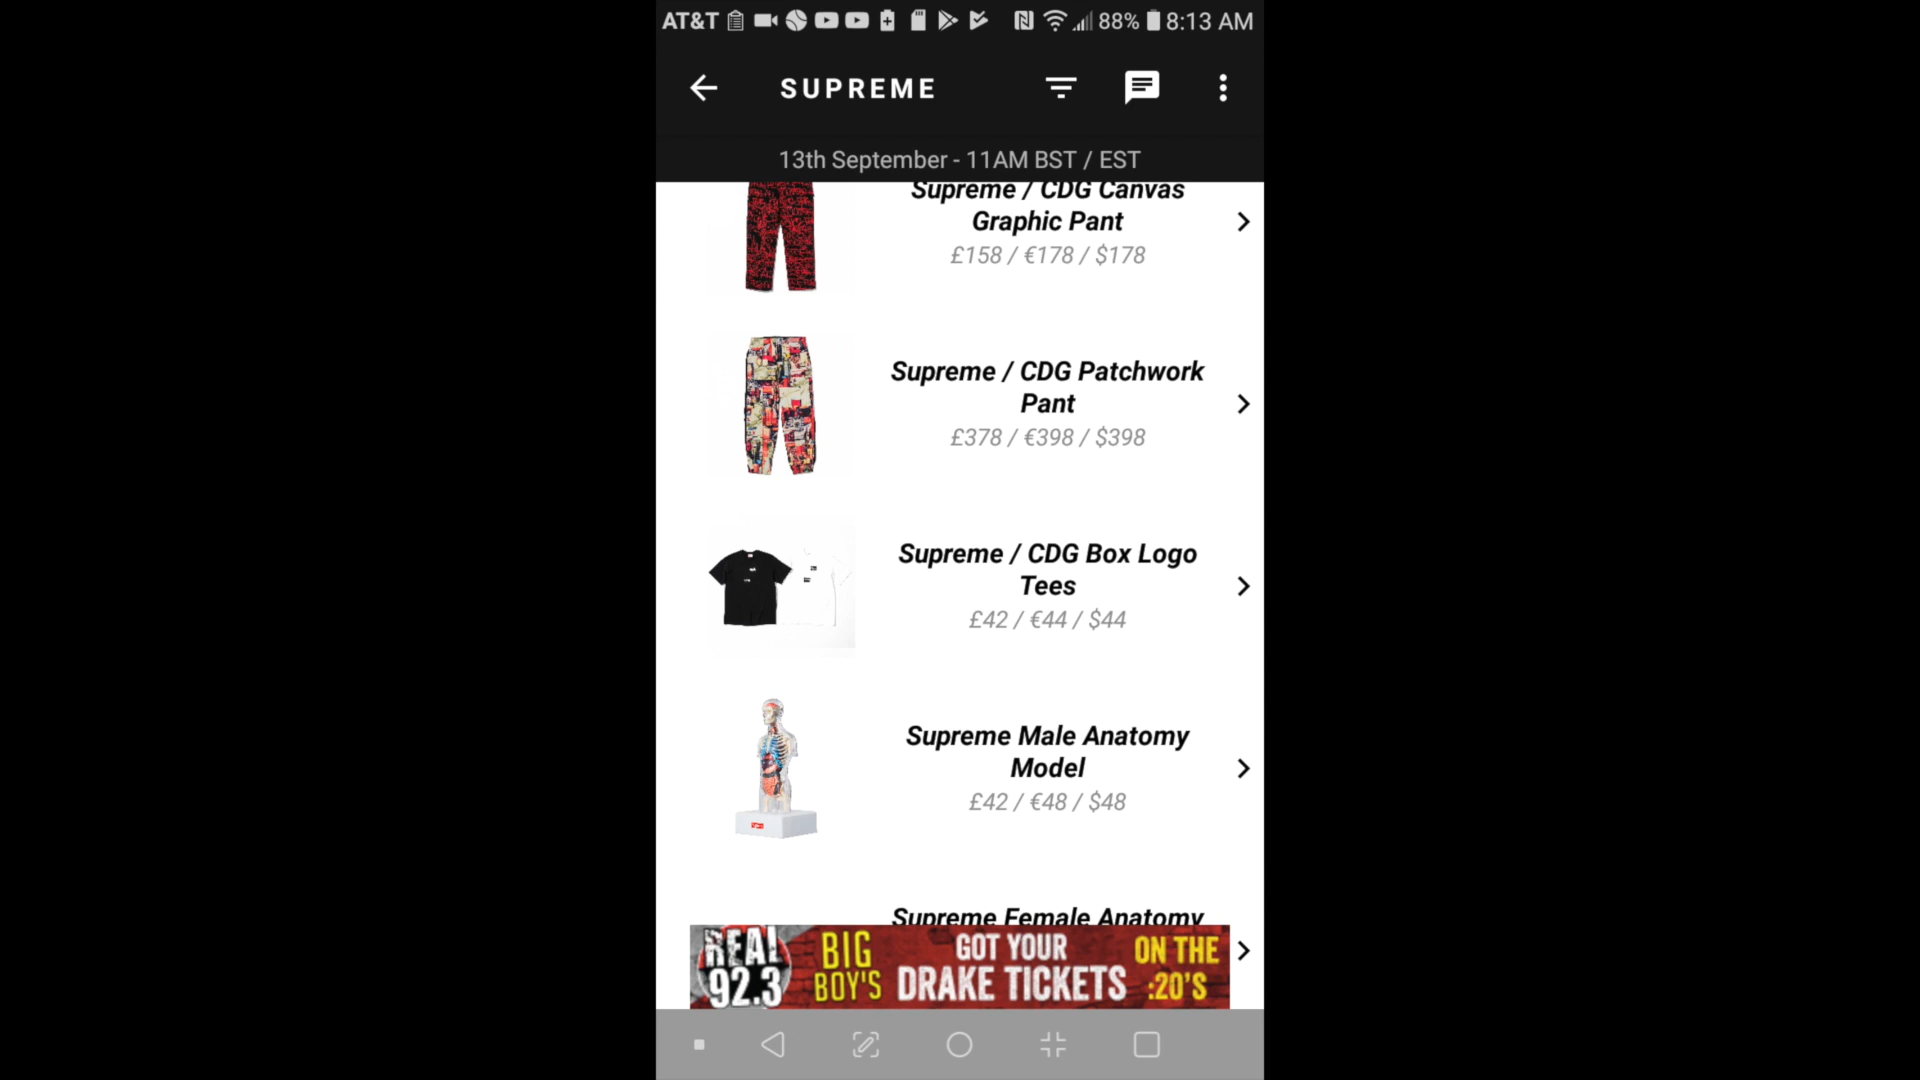 AT&T 88% 8:13 AM
SUPREME
13th September - 11AM BST / EST
Supreme / CDG Canvas
Graphic Pant
£158 / €178 / $178
Supreme / CDG Patchwork
Pant
£378 / €398 / $398
Supreme / CDG Box Logo
Tees
£42 / €44 / $44
Supreme Male Anatomy
Model
£42 / €48 / $48
Supreme Female Anatomy
REAL
92.3
BIG
BOY'S
GOT YOUR
DRAKE TICKETS
ON THE
:20'S